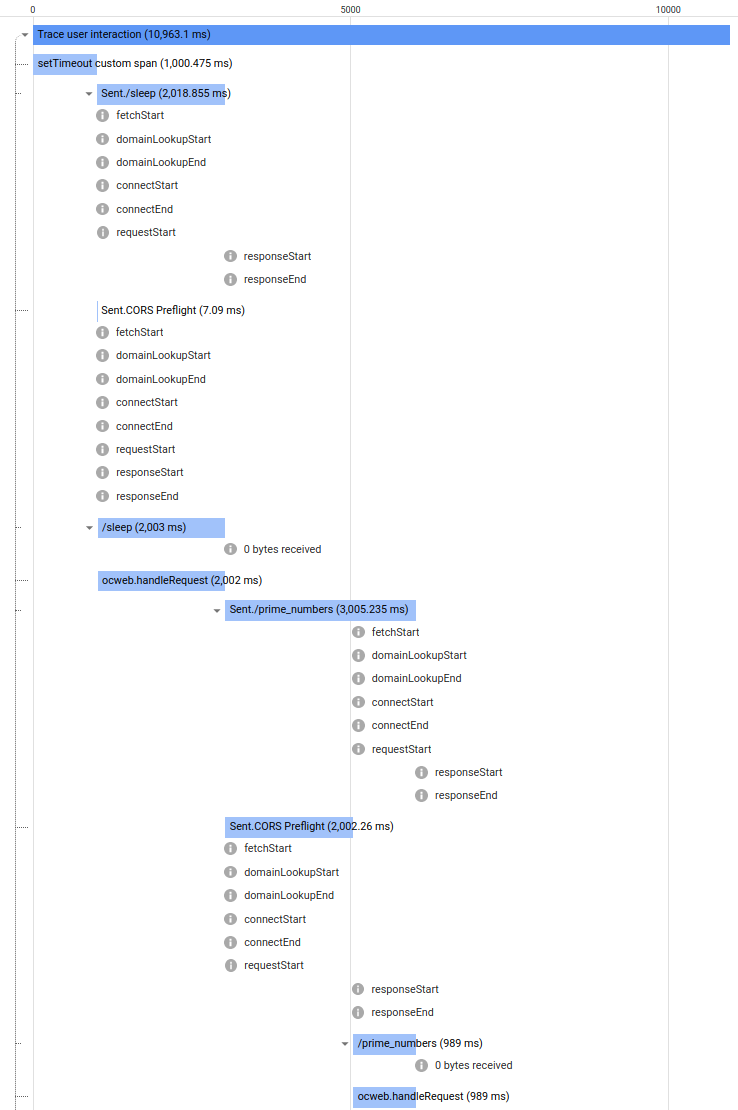 0 5000 10000
Trace user interaction (10,963.1 ms)
setTimeout custom span (1,000.475 ms)
Sent./sleep (2,018.855 ms)
fetchStart
domainLookupStart
domainLookupEnd
connectStart
connectEnd
requestStart
responseStart
responseEnd
Sent.CORS Preflight (7.09 ms)
fetchStart
domainLookupStart
domainLookupEnd
connectStart
connectEnd
requestStart
responseStart
responseEnd
/sleep (2,003 ms)
0 bytes received
ocweb.handleRequest (2,002 ms)
Sent./prime_numbers (3,005.235 ms)
fetchStart
domainLookupStart
domainLookupEnd
connectStart
connectEnd
requestStart
responseStart
responseEnd
Sent.CORS Preflight (2,002.26 ms)
fetchStart
domainLookupStart
domainLookupEnd
connectStart
connectEnd
requestStart
responseStart
responseEnd
/prime_numbers (989 ms)
0 bytes received
ocweb.handleRequest (989 ms)